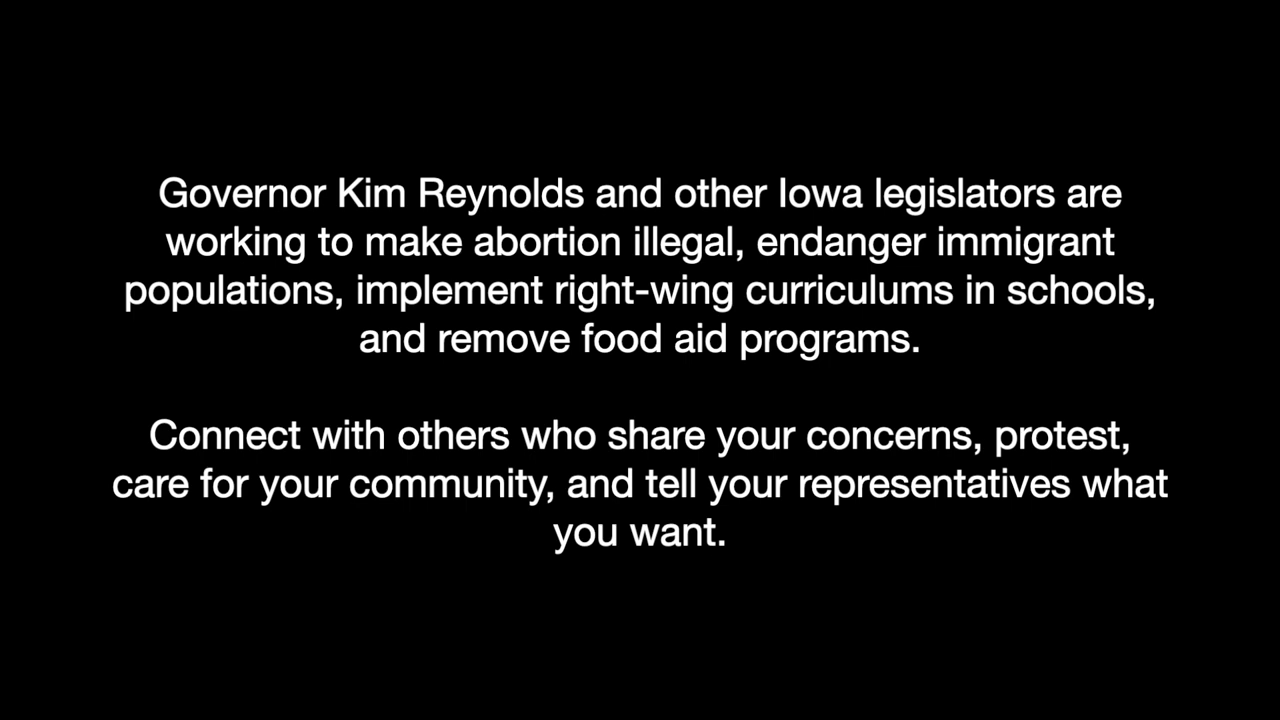 Governor Kim Reynolds and other Iowa legislators are
working to make abortion illegal, endanger immigrant
populations, implement right-wing curriculums in schools,
and remove food aid programs.
Connect with others who share your concerns, protest,
care for your community, and tell your representatives what
you want.